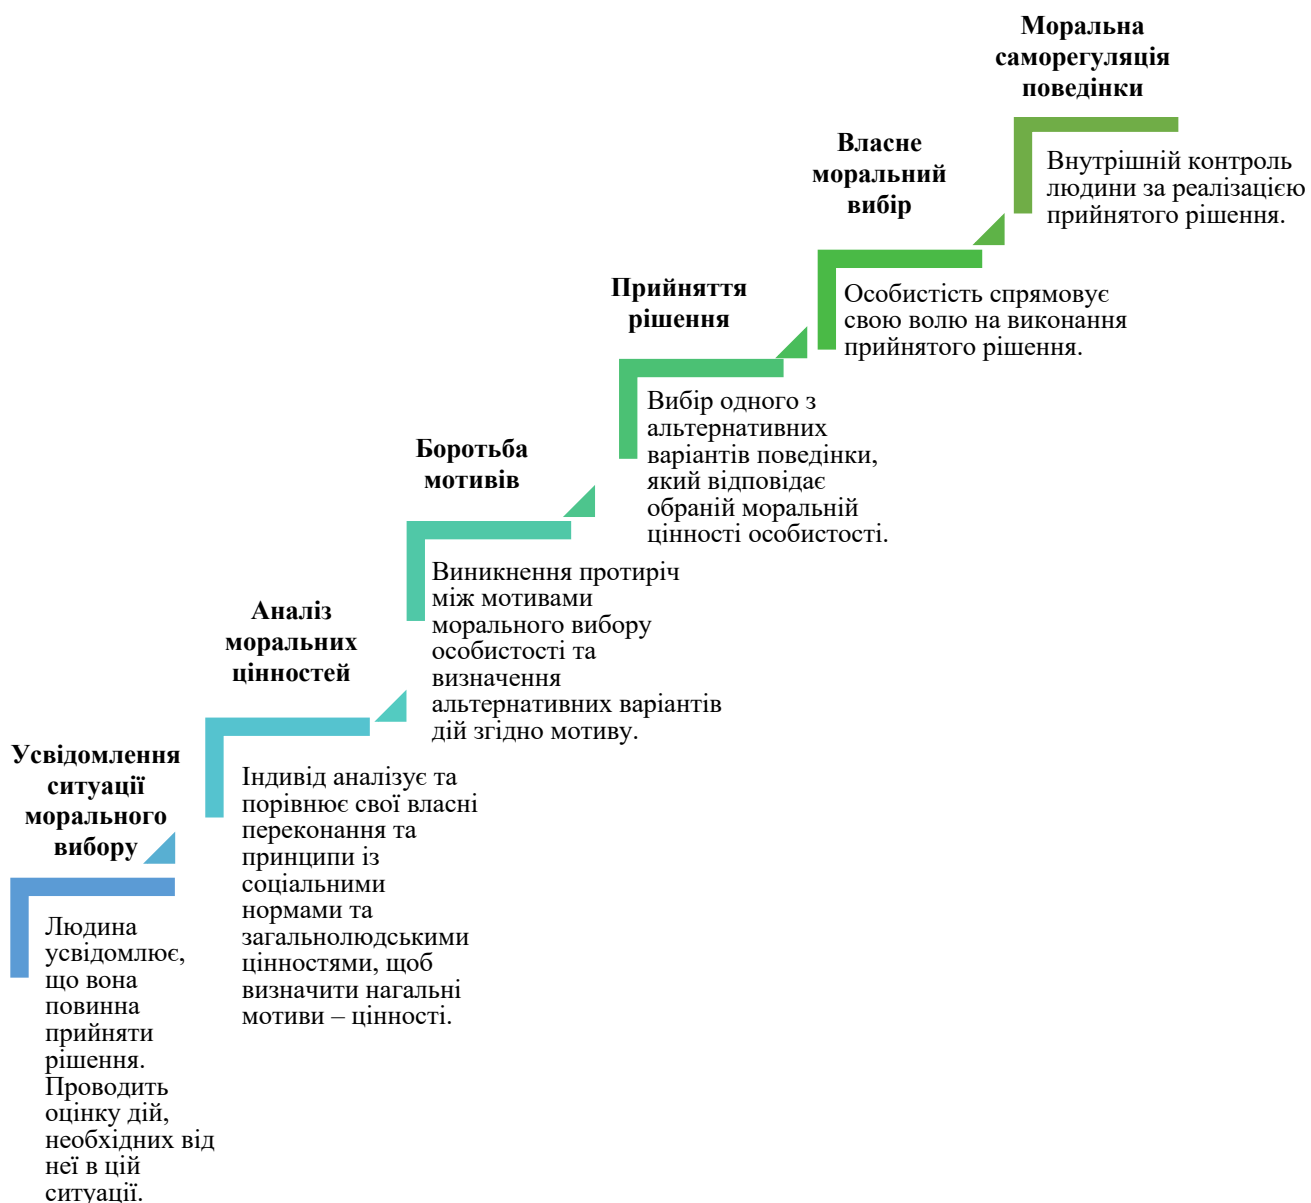 Усвідомлення
ситуації
морального
вибору
Людина
усвідомлює,
що вона
повинна
прийняти
рішення.
Проводить
оцінку дій,
необхідних від
неї в цій
ситуації.
Аналіз
моральних
цінностей
Індивід аналізує та
порівнює свої власні
переконання та
принципи із
соціальними
нормами та
загальнолюдськими
цінностями, щоб
визначити нагальні
мотиви – цінності.
Боротьба
мотивів
Виникнення протиріч
між мотивами
морального вибору
особистості та
визначення
альтернативних варіантів
дій згідно мотиву.
Прийняття
рішення
Вибір одного з
альтернативних
варіантів поведінки,
який відповідає
обраній моральній
цінності особистості.
Власне
моральний
вибір
Особистість спрямовує
свою волю на виконання
прийнятого рішення.
Моральна
саморегуляція
поведінки
Внутрішній контроль
людини за реалізацією
прийнятого рішення.